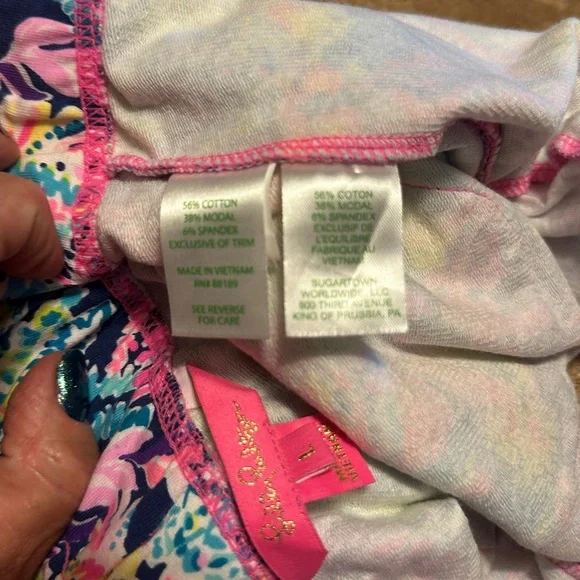 56% COTTON
38% MODAL
6% SPANDEX
EXCLUSIVE OF TRIM
MADE IN VIETNAM
RN# 88189
SEE REVERSE
FOR CARE
56% COTON
38% MODAL
6% SPANDEX
EXCLUSIF DE
L'EQUILIBRE
FABRIQUE AU
VIETNAM
SUGARTOWN
WORLDWIDE, LLC
800 THIRD AVENUE
KING OF PRUSSIA, PA
Lilly Pulitzer
L